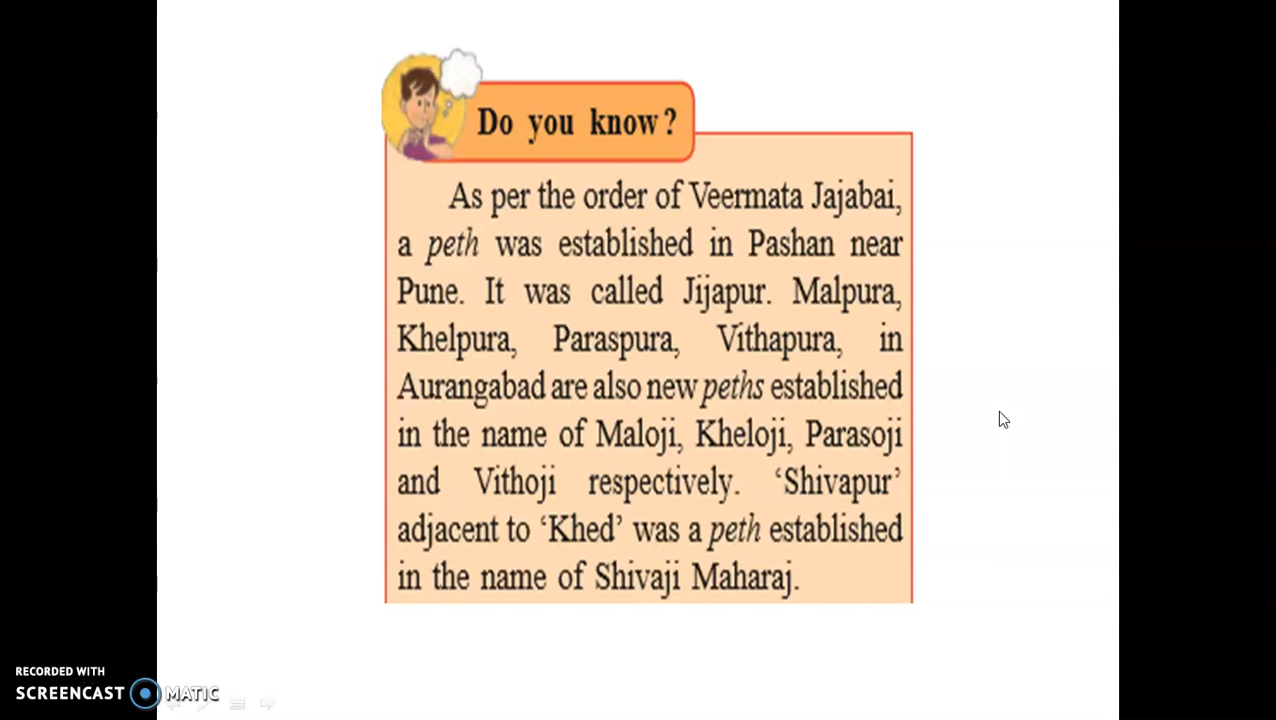 Do you know?
As per the order of Veermata Jajabai,
a peth was established in Pashan near
Pune. It was called Jijapur. Malpura,
Khelpura, Paraspura, Vithapura, in
Aurangabad are also new peths established
in the name of Maloji, Kheloji, Parasoji
and Vithoji respectively. ‘Shivapur’
adjacent to ‘Khed’ was a peth established
in the name of Shivaji Maharaj.
RECORDED WITH
SCREENCAST MATIC